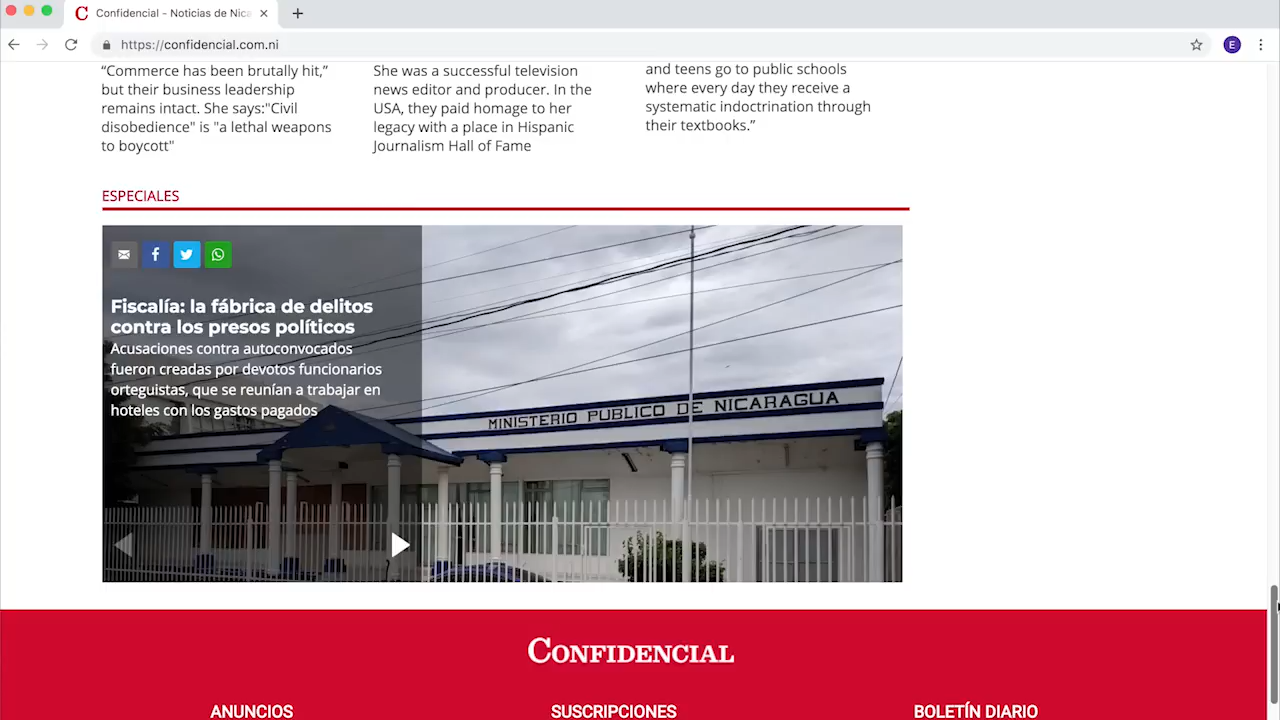 Confidencial - Noticias de Nica
https://confidencial.com.ni
E
“Commerce has been brutally hit,”
but their business leadership
remains intact. She says:"Civil
disobedience" is "a lethal weapons
to boycott"
She was a successful television
news editor and producer. In the
USA, they paid homage to her
legacy with a place in Hispanic
Journalism Hall of Fame
and teens go to public schools
where every day they receive a
systematic indoctrination through
their textbooks.”
ESPECIALES
Fiscalía: la fábrica de delitos
contra los presos políticos
Acusaciones contra autoconvocados
fueron creadas por devotos funcionarios
orteguistas, que se reunían a trabajar en
hoteles con los gastos pagados
MINISTERIO PUBLICO DE NICARAGUA
CONFIDENCIAL
ANUNCIOS
SUSCRIPCIONES
BOLETÍN DIARIO